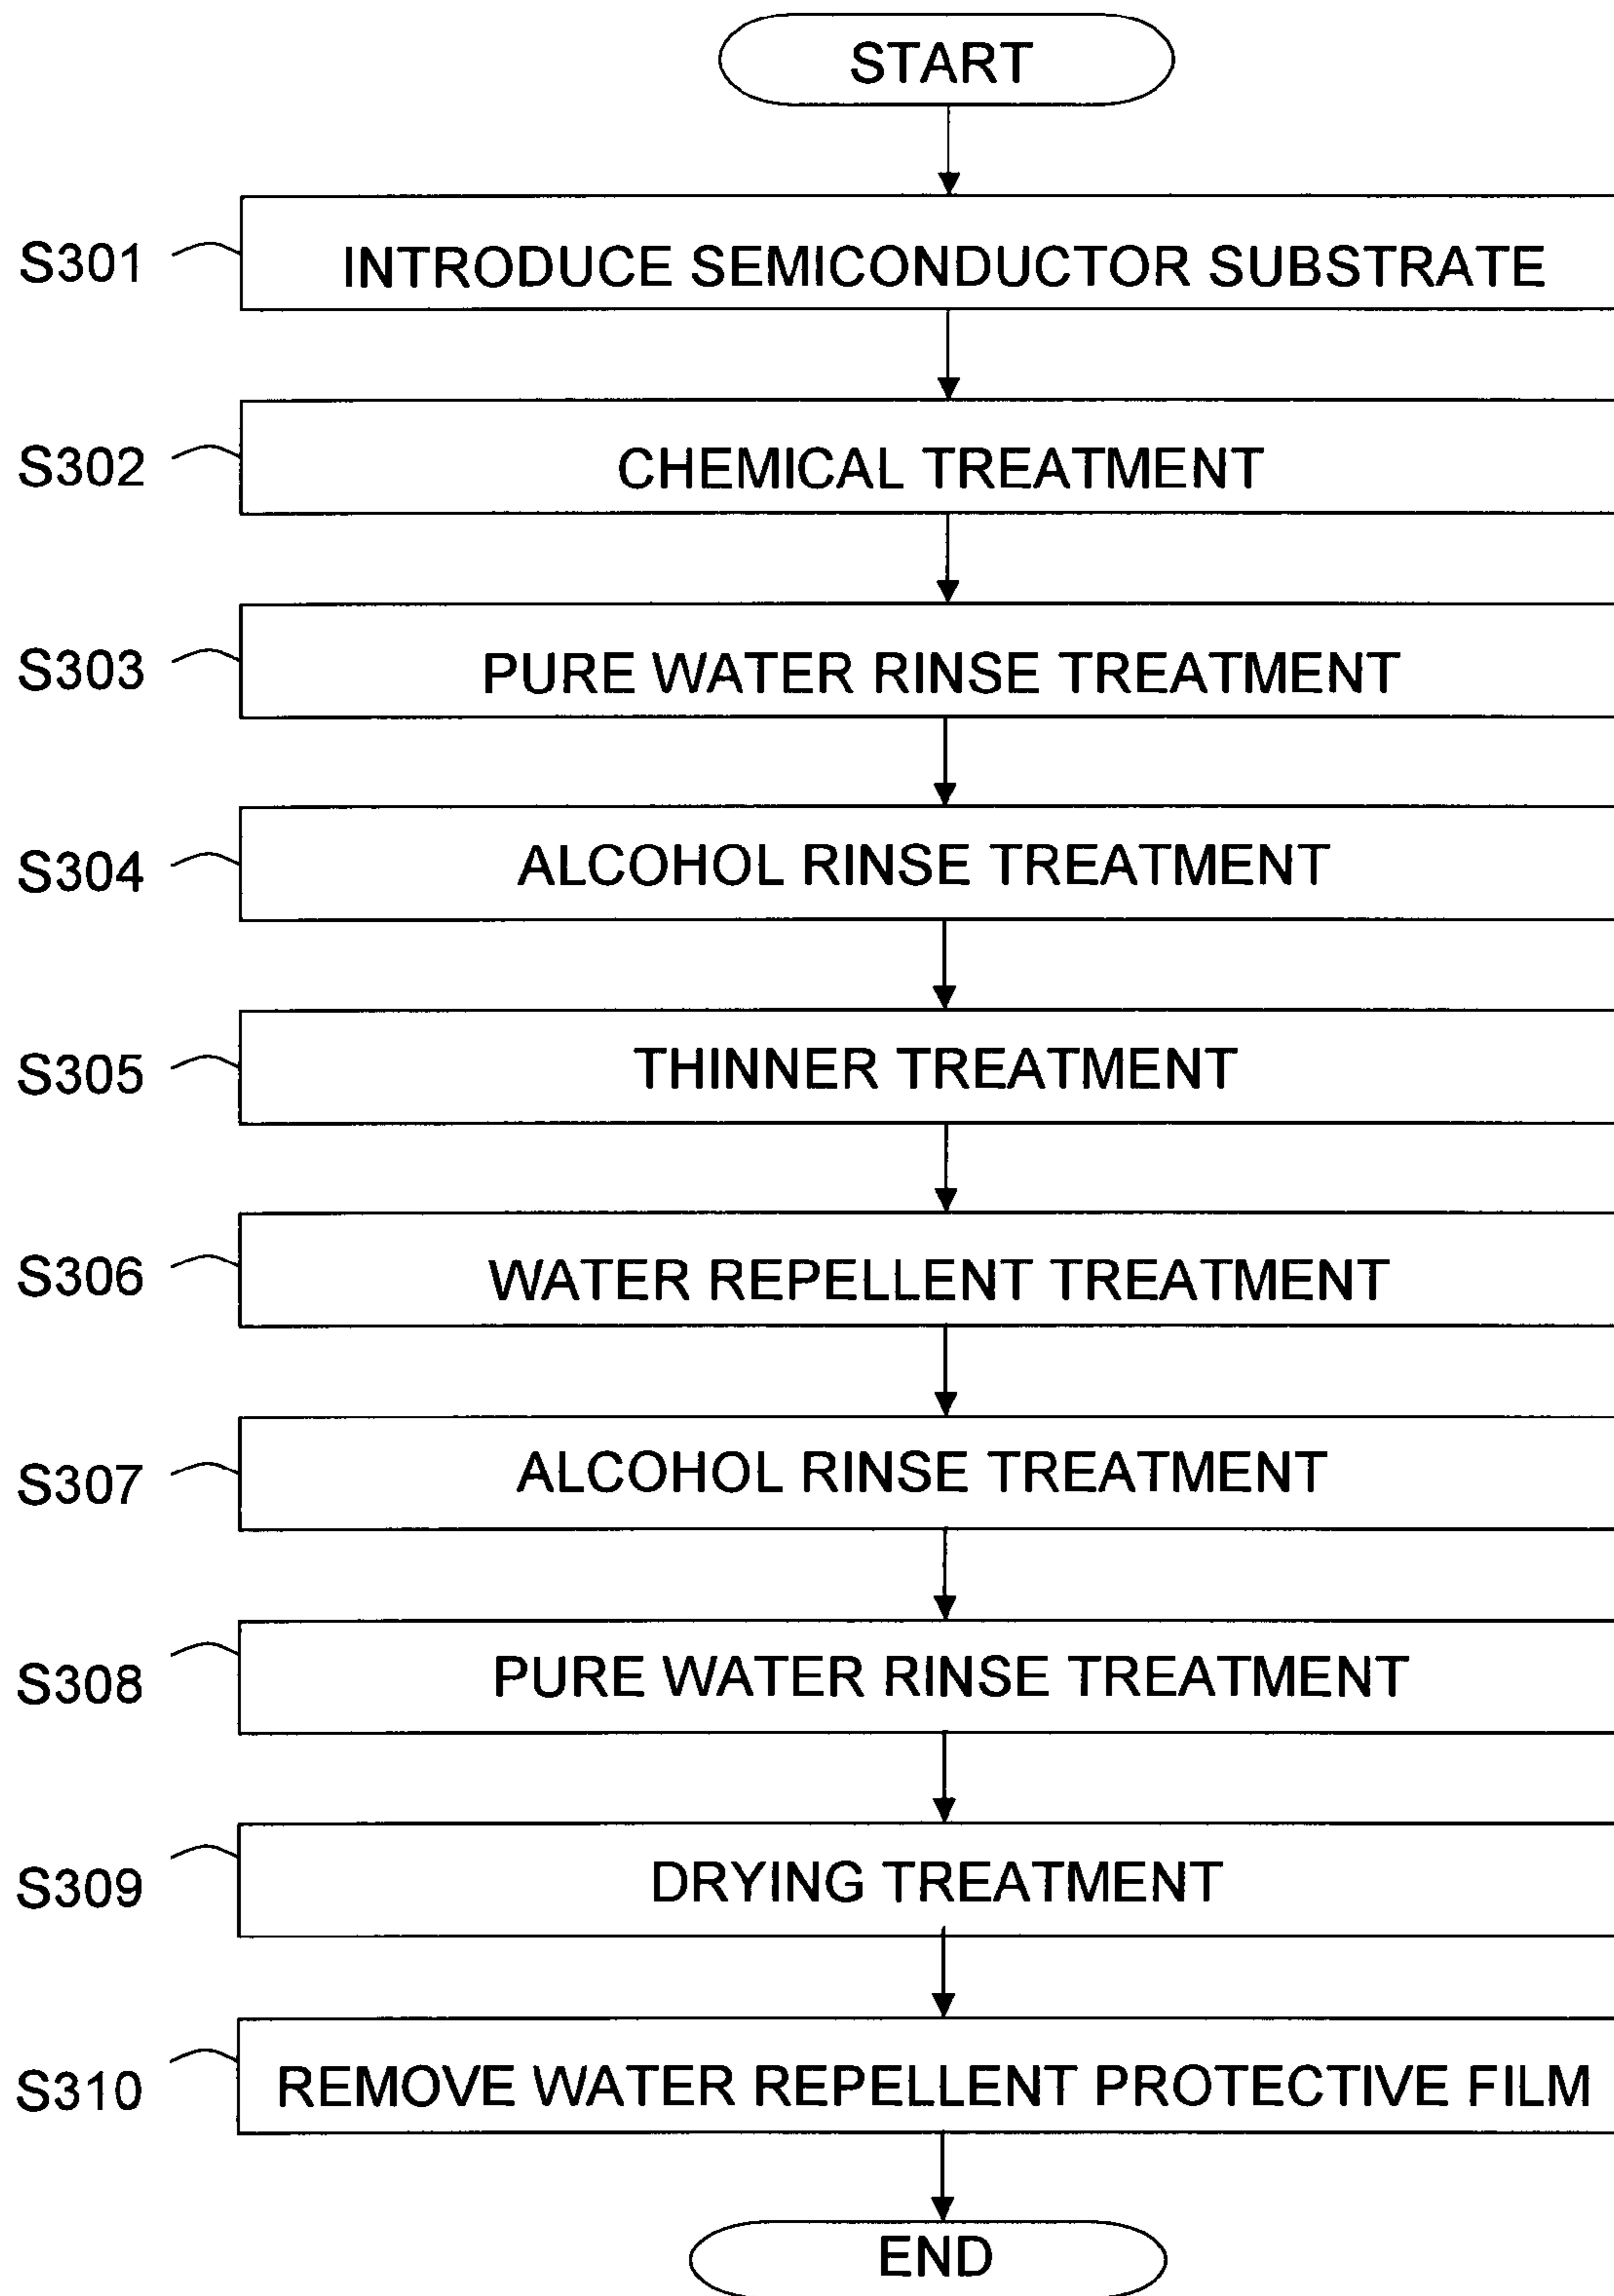 START
S301 INTRODUCE SEMICONDUCTOR SUBSTRATE
S302 CHEMICAL TREATMENT
S303 PURE WATER RINSE TREATMENT
S304 ALCOHOL RINSE TREATMENT
S305 THINNER TREATMENT
S306 WATER REPELLENT TREATMENT
S307 ALCOHOL RINSE TREATMENT
S308 PURE WATER RINSE TREATMENT
S309 DRYING TREATMENT
S310 REMOVE WATER REPELLENT PROTECTIVE FILM
END